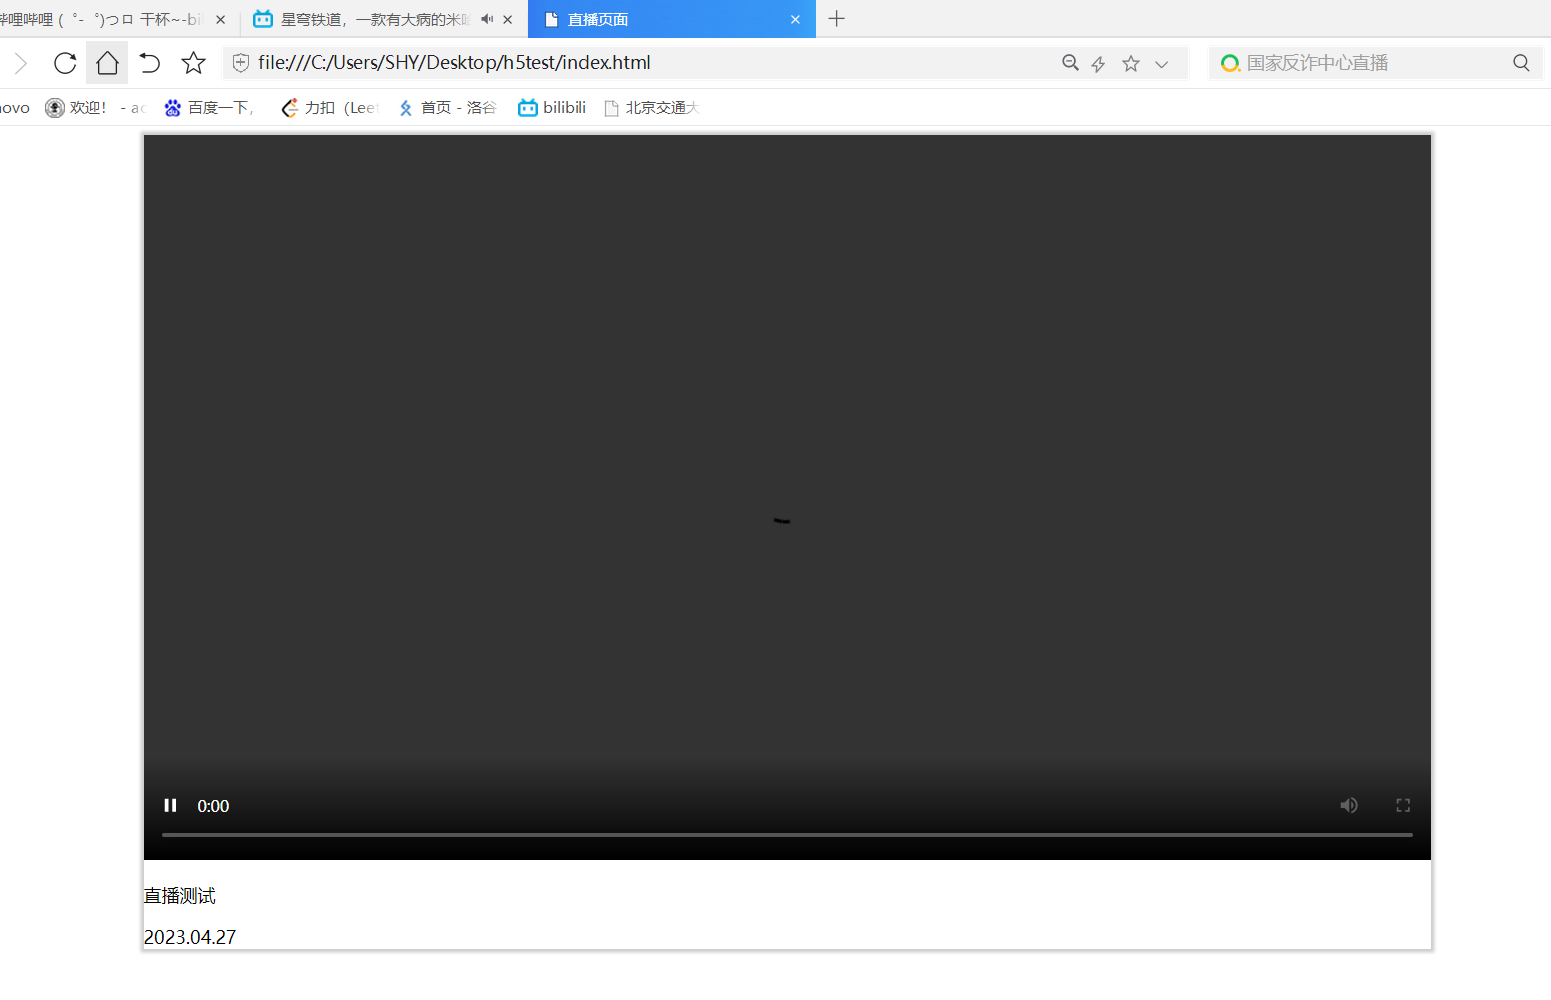 哔哩哔哩 (゜-゜)つロ 干杯~-bil
星穹铁道，一款有大病的米哈
直播页面
file:///C:/Users/SHY/Desktop/h5test/index.html
国家反诈中心直播
novo 欢迎！ - ac 百度一下， 力扣（Leet 首页 - 洛谷 bilibili 北京交通大
0:00
直播测试
2023.04.27